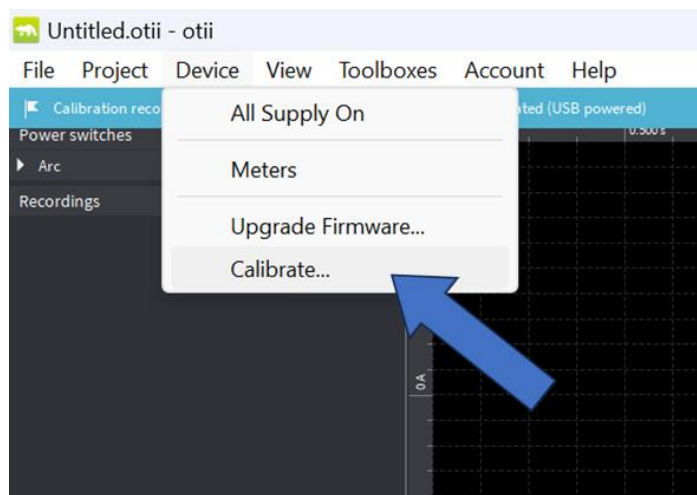 Untitled.otii - otii
File Project Device View Toolboxes Account Help
Calibration reco
(USB powered)
All Supply On
Power switches
0.500 s
Arc
Meters
Recordings
Upgrade Firmware...
Calibrate...
0 A